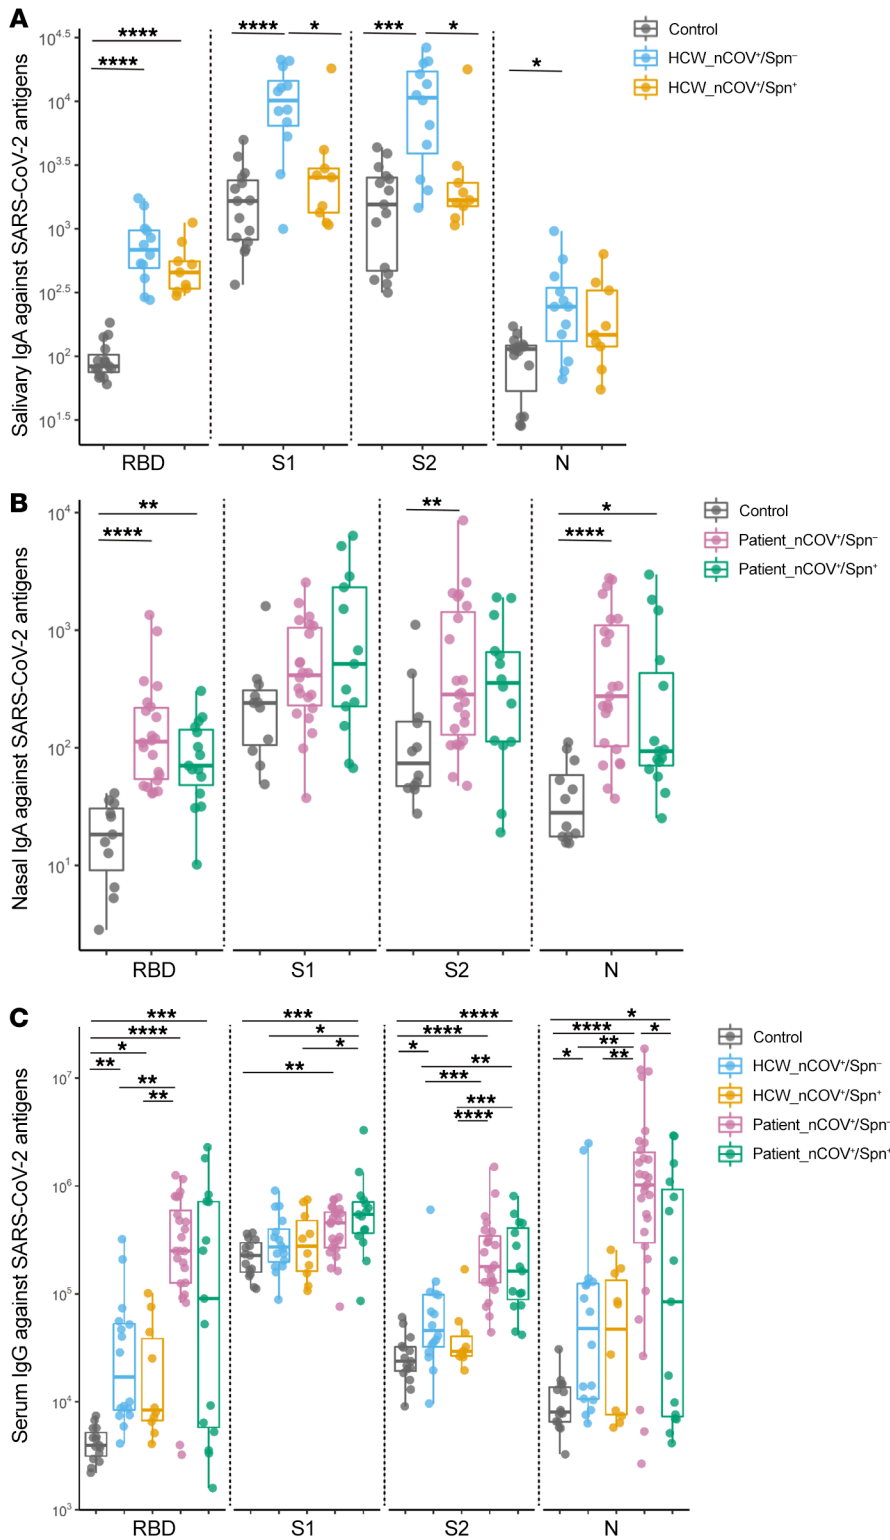 A
Salivary IgA against SARS-CoV-2 antigens
10^4.5
10^4
10^3.5
10^3
10^2.5
10^2
10^1.5
****
****
**** *
*** *
*
RBD S1 S2 N
Control
HCW_nCOV⁺/Spn⁻
HCW_nCOV⁺/Spn⁺
B
Nasal IgA against SARS-CoV-2 antigens
10^4
10^3
10^2
10^1
**
****
**
*
****
RBD S1 S2 N
Control
Patient_nCOV⁺/Spn⁻
Patient_nCOV⁺/Spn⁺
C
Serum IgG against SARS-CoV-2 antigens
10^7
10^6
10^5
10^4
10^3
***
****
*
**
**
**
***
*
*
**
****
****
*
**
***
***
****
*
****
*
**
*
**
RBD S1 S2 N
Control
HCW_nCOV⁺/Spn⁻
HCW_nCOV⁺/Spn⁺
Patient_nCOV⁺/Spn⁻
Patient_nCOV⁺/Spn⁺